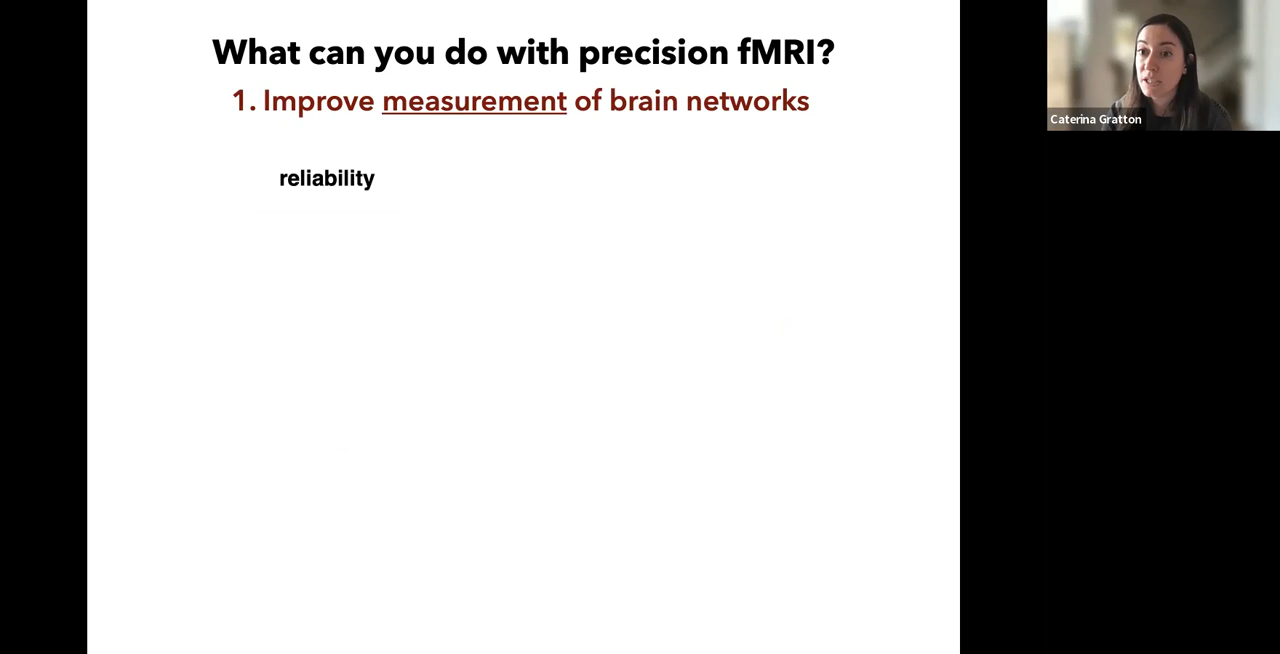 What can you do with precision fMRI?
1. Improve measurement of brain networks
reliability
Caterina Gratton